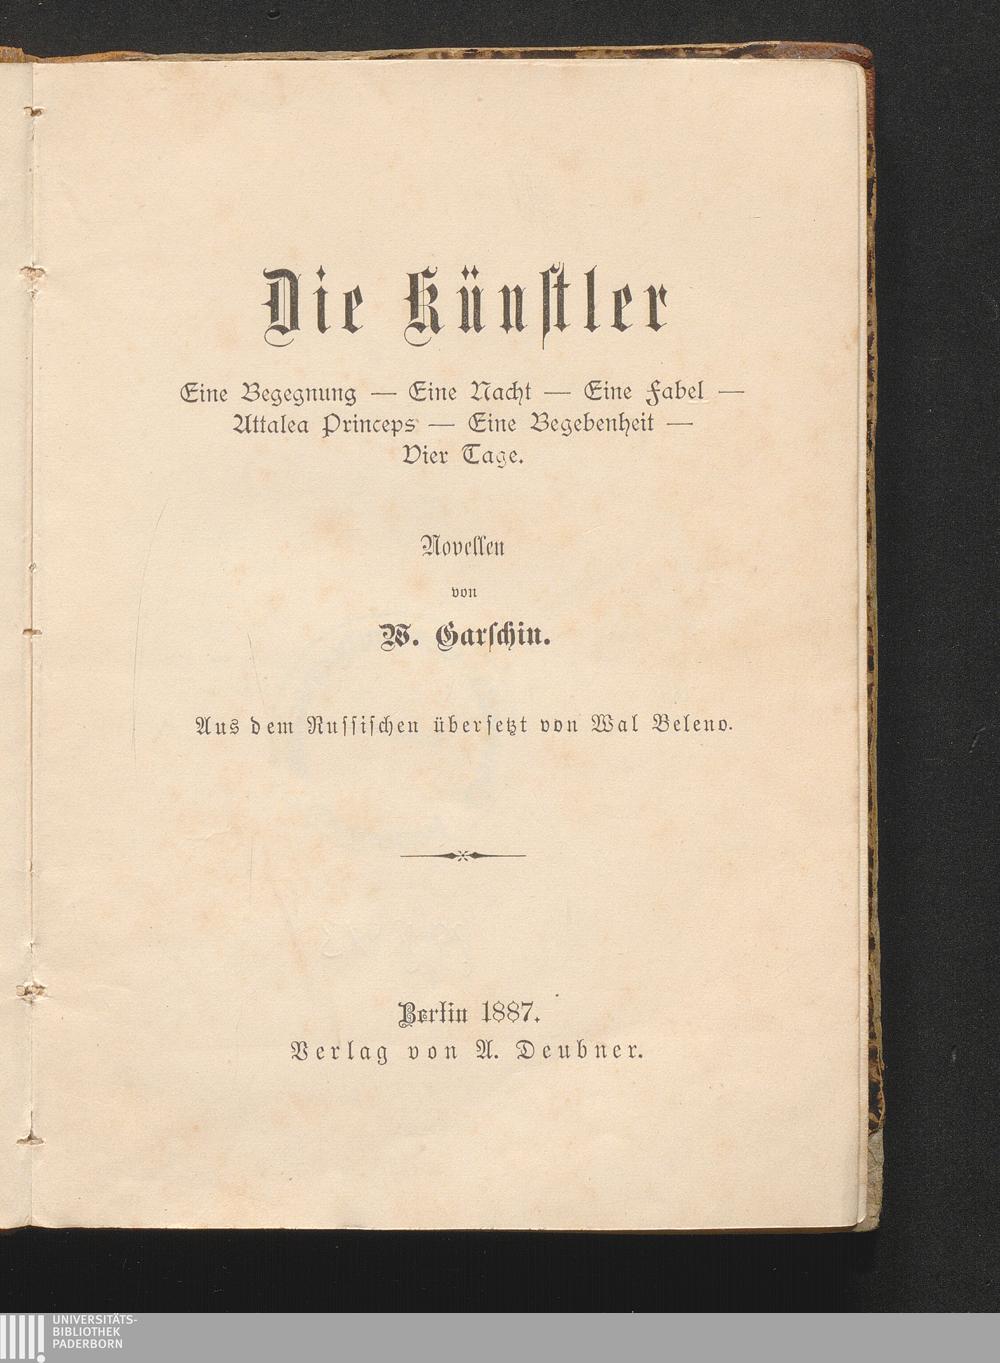 Die Künstler
Eine Begegnung — Eine Nacht — Eine Fabel —
Attalea Princeps — Eine Begebenheit —
Vier Tage.
Novellen
von
W. Garschin.
Aus dem Russischen übersetzt von Wal Beleno.
Berlin 1887.
Verlag von A. Deubner.
UNIVERSITÄTS-
BIBLIOTHEK
PADERBORN